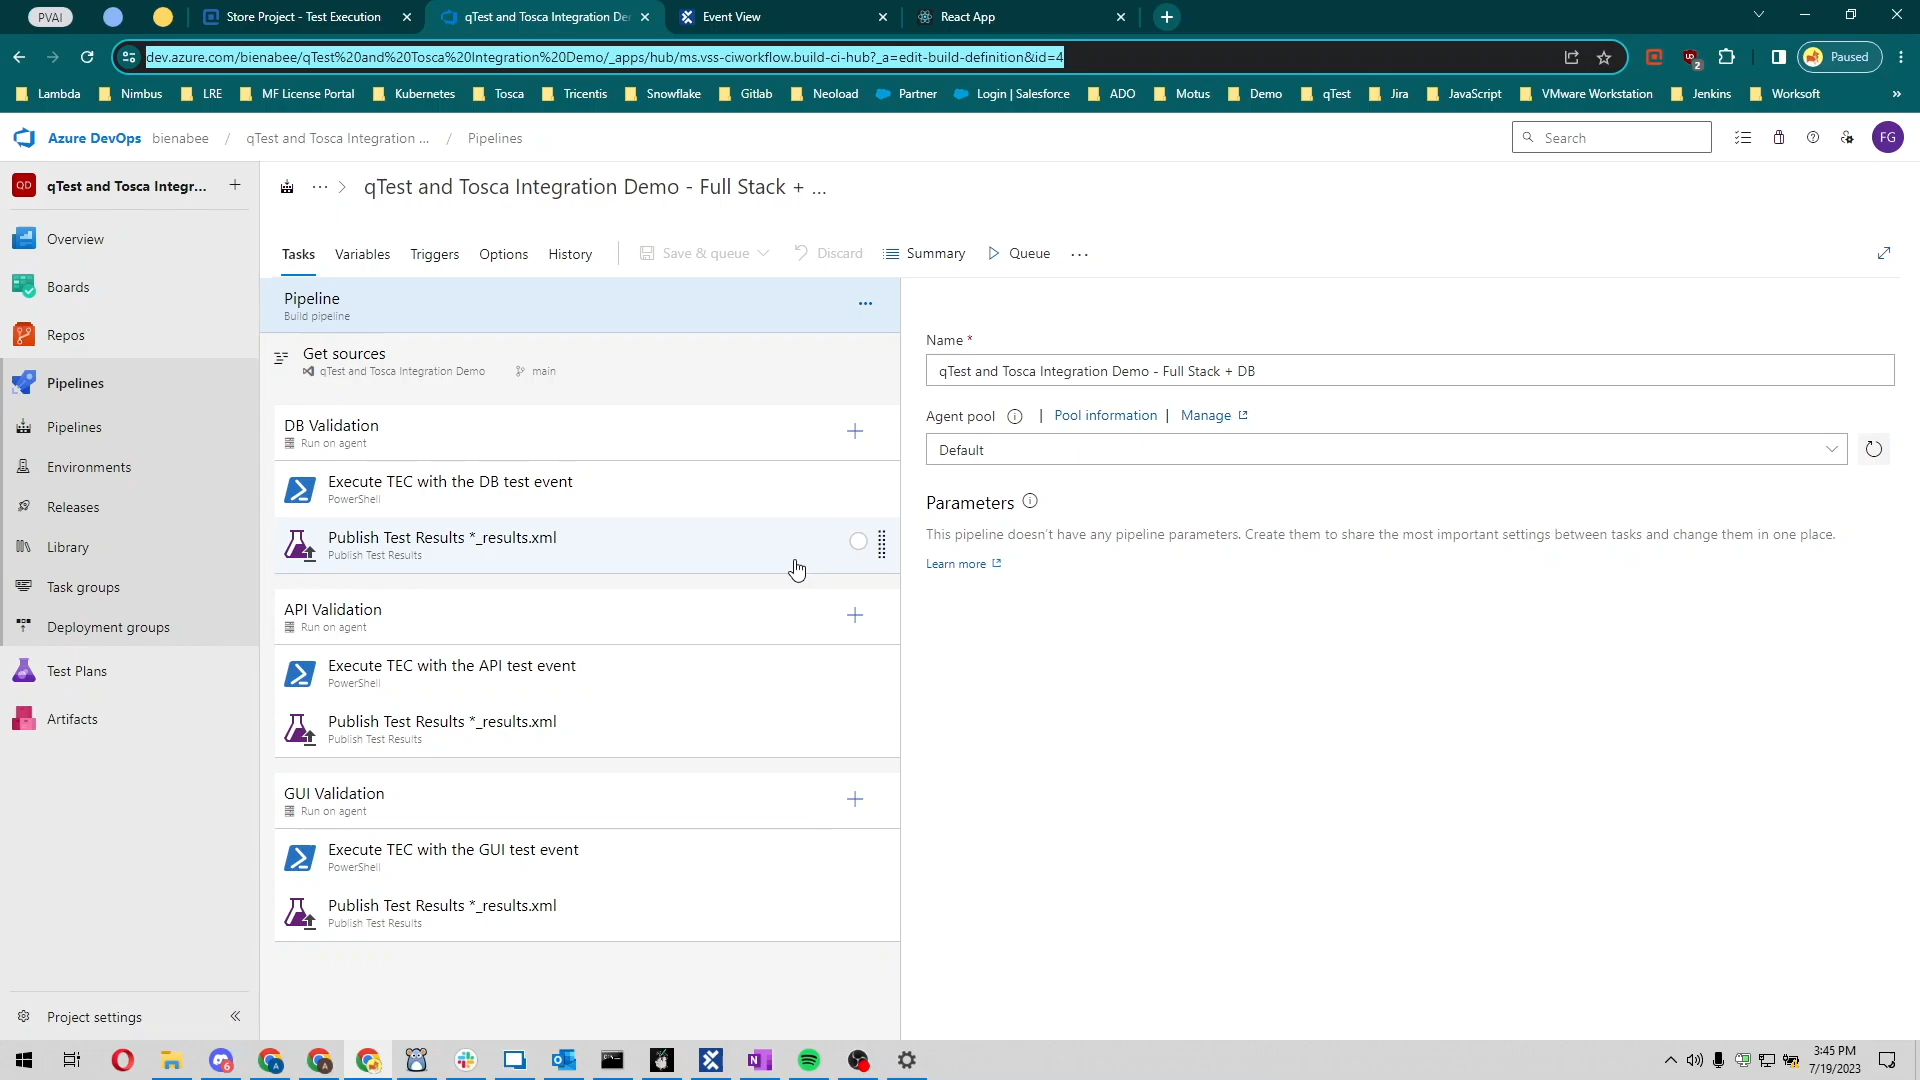 PVAI
Store Project - Test Execution
qTest and Tosca Integration De
Event View
React App
dev.azure.com/bienabee/qTest%20and%20Tosca%20Integration%20Demo/_apps/hub/ms.vss-ciworkflow.build-ci-hub?_a=edit-build-definition&id=4
2
Paused
Lambda
Nimbus
LRE
MF License Portal
Kubernetes
Tosca
Tricentis
Snowflake
Gitlab
Neoload
Partner
Login | Salesforce
ADO
Motus
Demo
qTest
Jira
JavaScript
VMware Workstation
Jenkins
Worksoft
»
Azure DevOps
bienabee / qTest and Tosca Integration ... / Pipelines
Search
FG
QD
qTest and Tosca Integr...
Overview
Boards
Repos
Pipelines
Pipelines
Environments
Releases
Library
Task groups
Deployment groups
Test Plans
Artifacts
Project settings
qTest and Tosca Integration Demo - Full Stack + ...
Tasks
Variables
Triggers
Options
History
Save & queue
Discard
Summary
Queue
...
Pipeline
Build pipeline
Get sources
qTest and Tosca Integration Demo
main
DB Validation
Run on agent
Execute TEC with the DB test event
PowerShell
Publish Test Results *_results.xml
Publish Test Results
API Validation
Run on agent
Execute TEC with the API test event
PowerShell
Publish Test Results *_results.xml
Publish Test Results
GUI Validation
Run on agent
Execute TEC with the GUI test event
PowerShell
Publish Test Results *_results.xml
Publish Test Results
Name *
qTest and Tosca Integration Demo - Full Stack + DB
Agent pool | Pool information | Manage
Default
Parameters
This pipeline doesn't have any pipeline parameters. Create them to share the most important settings between tasks and change them in one place.
Learn more
6
3:45 PM
7/19/2023